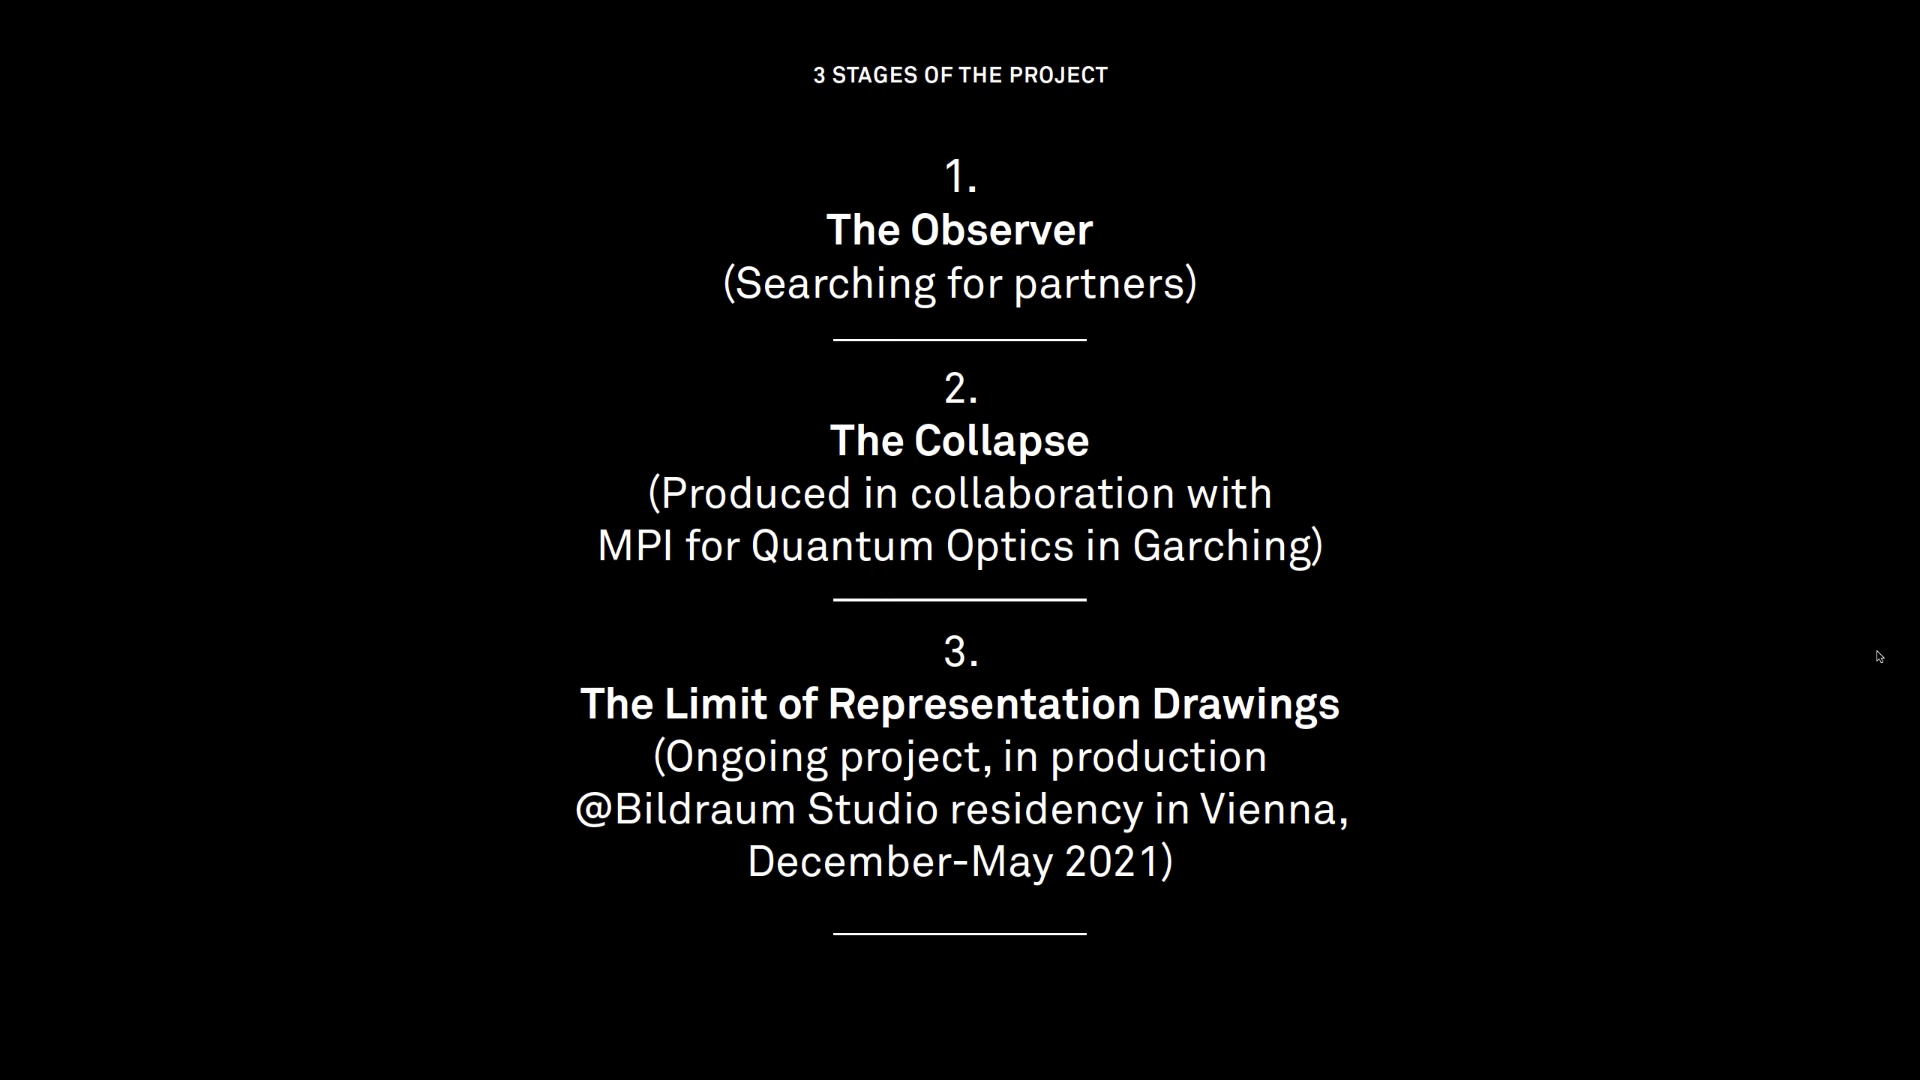 3 STAGES OF THE PROJECT
1.
The Observer
(Searching for partners)
2.
The Collapse
(Produced in collaboration with
MPI for Quantum Optics in Garching)
3.
The Limit of Representation Drawings
(Ongoing project, in production
@Bildraum Studio residency in Vienna,
December-May 2021)